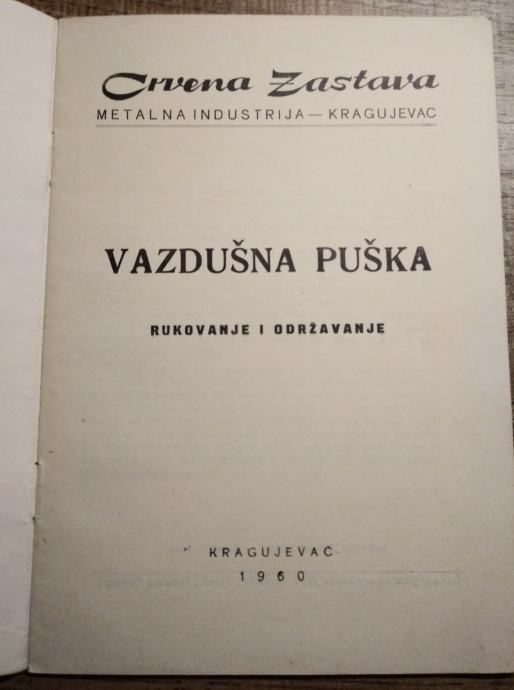 Crvena Zastava
METALNA INDUSTRIJA — KRAGUJEVAC
VAZDUŠNA PUŠKA
RUKOVANJE I ODRŽAVANJE
KRAGUJEVAC
1960